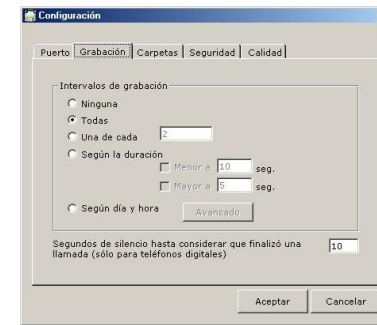 Configuración
Puerto Grabación Carpetas Seguridad Calidad
Intervalos de grabación
Ninguna
Todas
Una de cada 2
Según la duración
Menor a 10 seg.
Mayor a 5 seg.
Según día y hora Avanzado
Segundos de silencio hasta considerar que finalizó una 10
llamada (sólo para teléfonos digitales)
Aceptar Cancelar